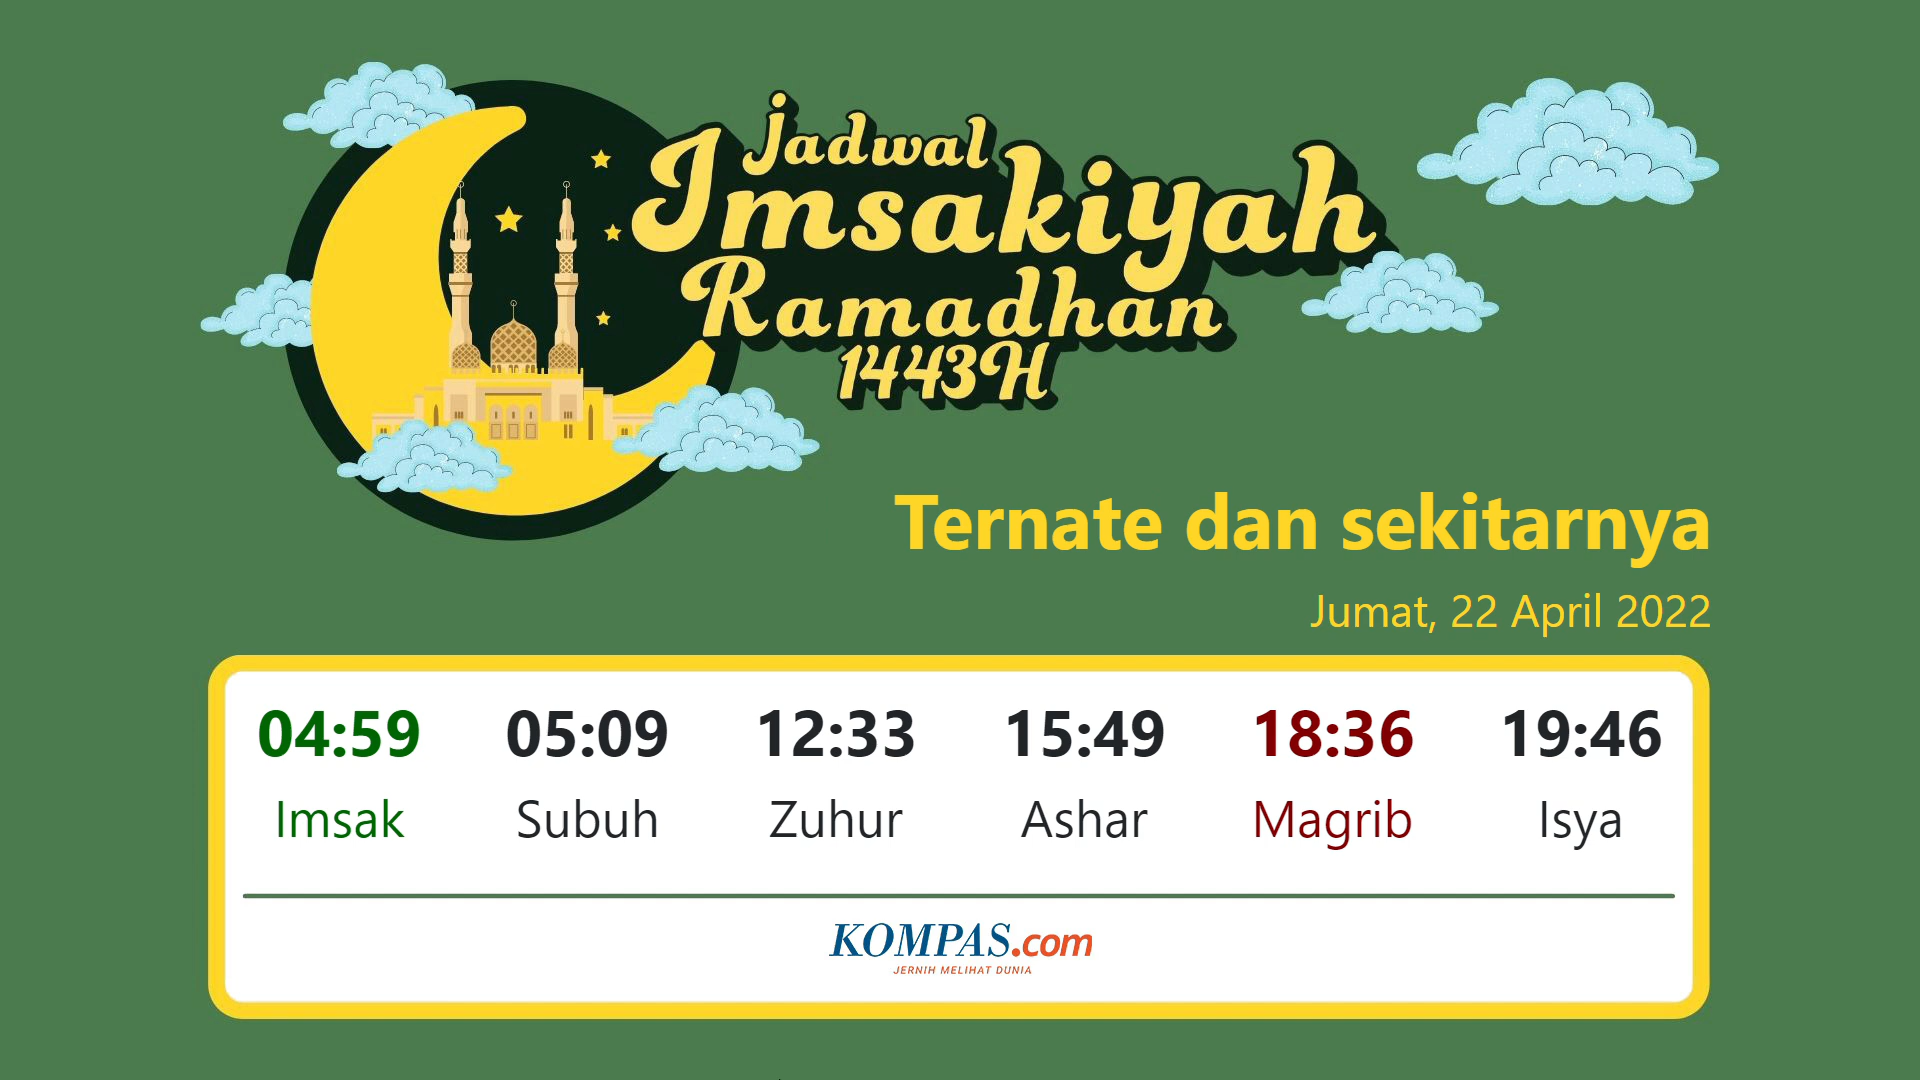 Jadwal
Imsakiyah
Ramadhan
1443H
Ternate dan sekitarnya
Jumat, 22 April 2022
04:59 05:09 12:33 15:49 18:36 19:46
Imsak Subuh Zuhur Ashar Magrib Isya
KOMPAS.com
JERNIH MELIHAT DUNIA